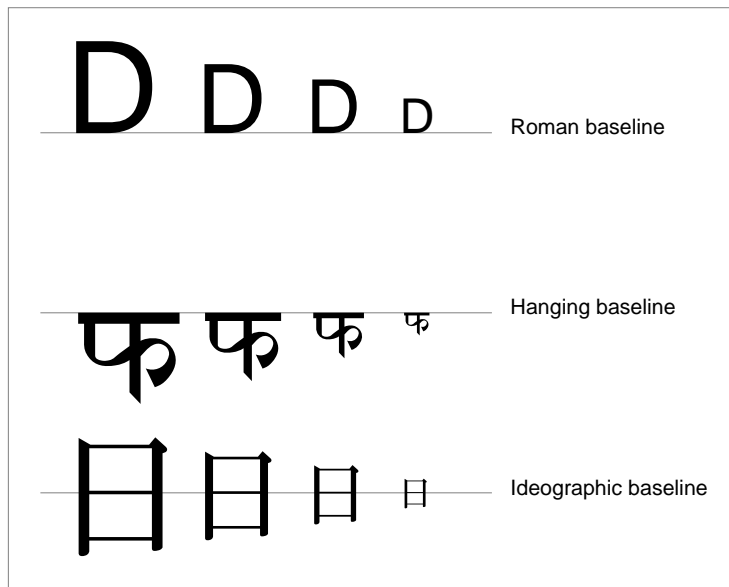 D D D D Roman baseline
फ फ फ फ Hanging baseline
日 日 日 日 Ideographic baseline